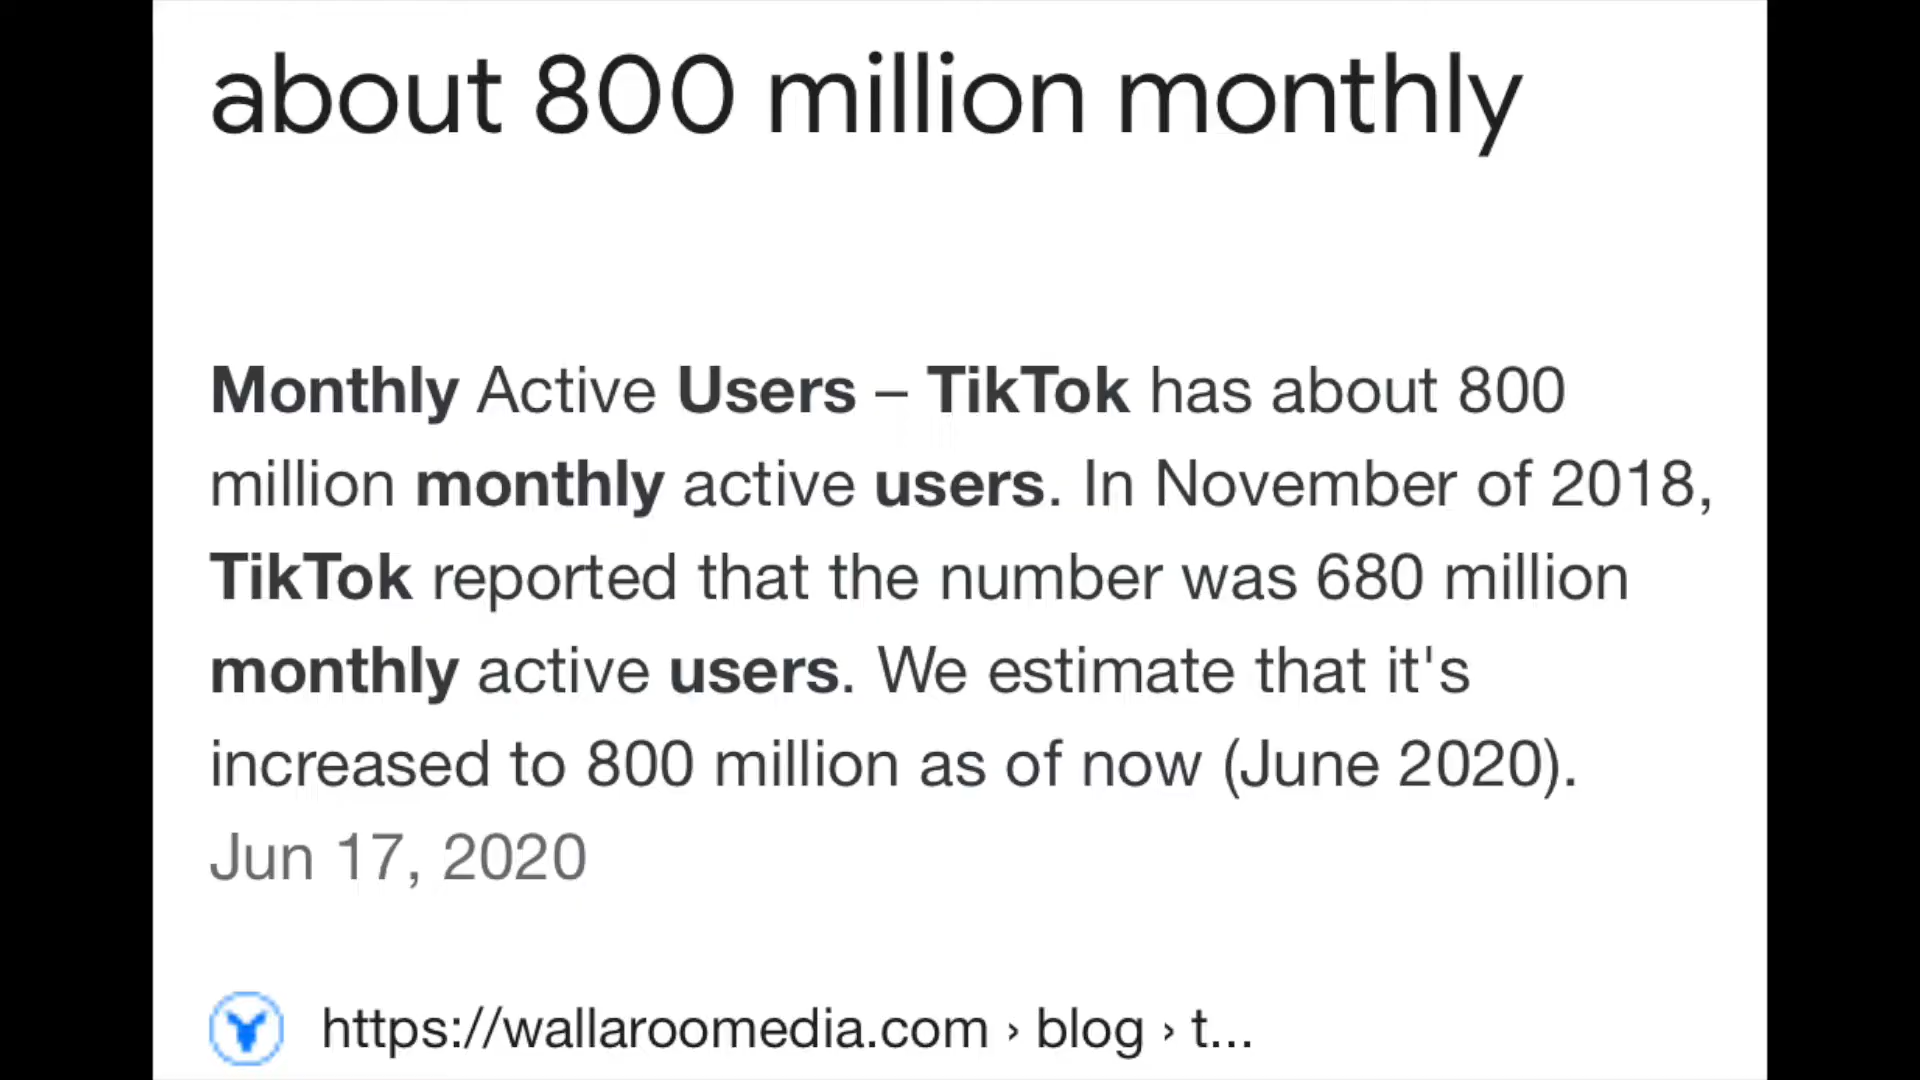 about 800 million monthly
Monthly Active Users – TikTok has about 800
million monthly active users. In November of 2018,
TikTok reported that the number was 680 million
monthly active users. We estimate that it's
increased to 800 million as of now (June 2020).
Jun 17, 2020
https://wallaroomedia.com › blog › t...